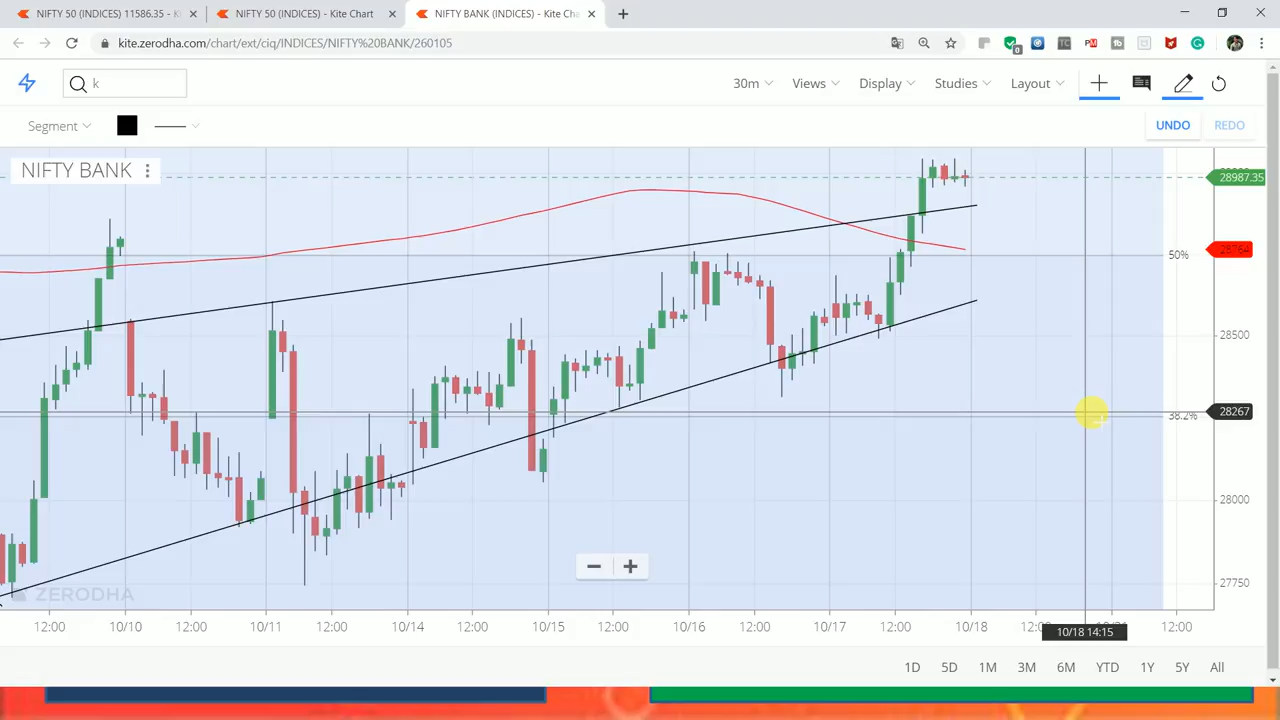 NIFTY 50 (INDICES) 11586.35 - K
NIFTY 50 (INDICES) - Kite Chart
NIFTY BANK (INDICES) - Kite Cha
kite.zerodha.com/chart/ext/ciq/INDICES/NIFTY%20BANK/260105
k
30m
Views
Display
Studies
Layout
Segment
UNDO
REDO
NIFTY BANK
28987.35
50%
28764
28500
38.2%
28267
28000
27750
ZERODHA
12:00
10/10
12:00
10/11
12:00
10/14
12:00
10/15
12:00
10/16
12:00
10/17
12:00
10/18
12:00
12:00
10/18 14:15
1D
5D
1M
3M
6M
YTD
1Y
5Y
All